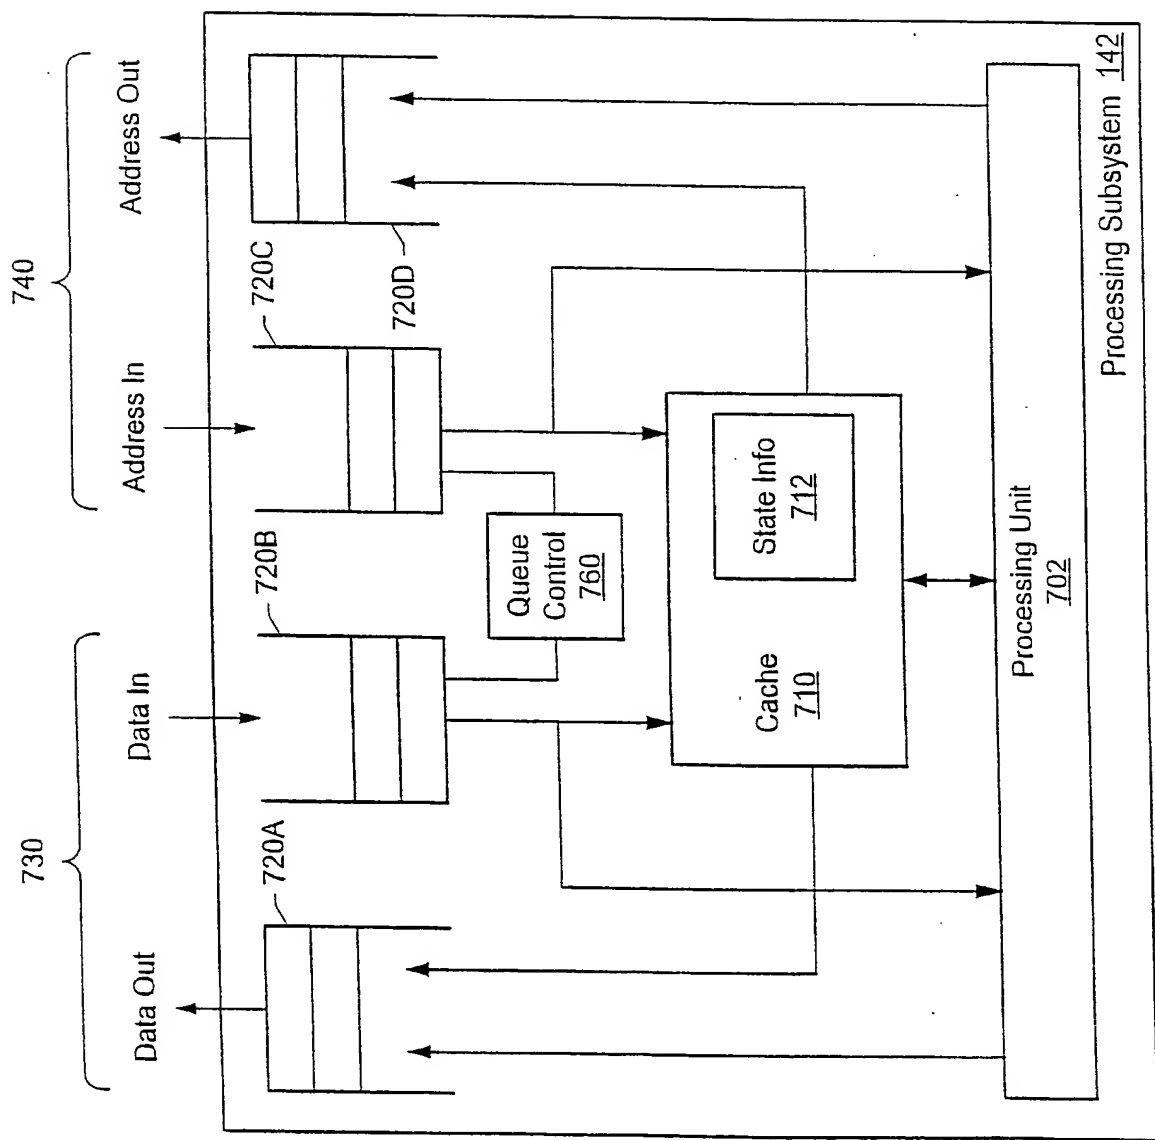 730
740
Data Out
Data In
Address In
Address Out
720A
720B
720C
720D
Queue
Control
760
Cache
710
State Info
712
Processing Unit
702
Processing Subsystem 142